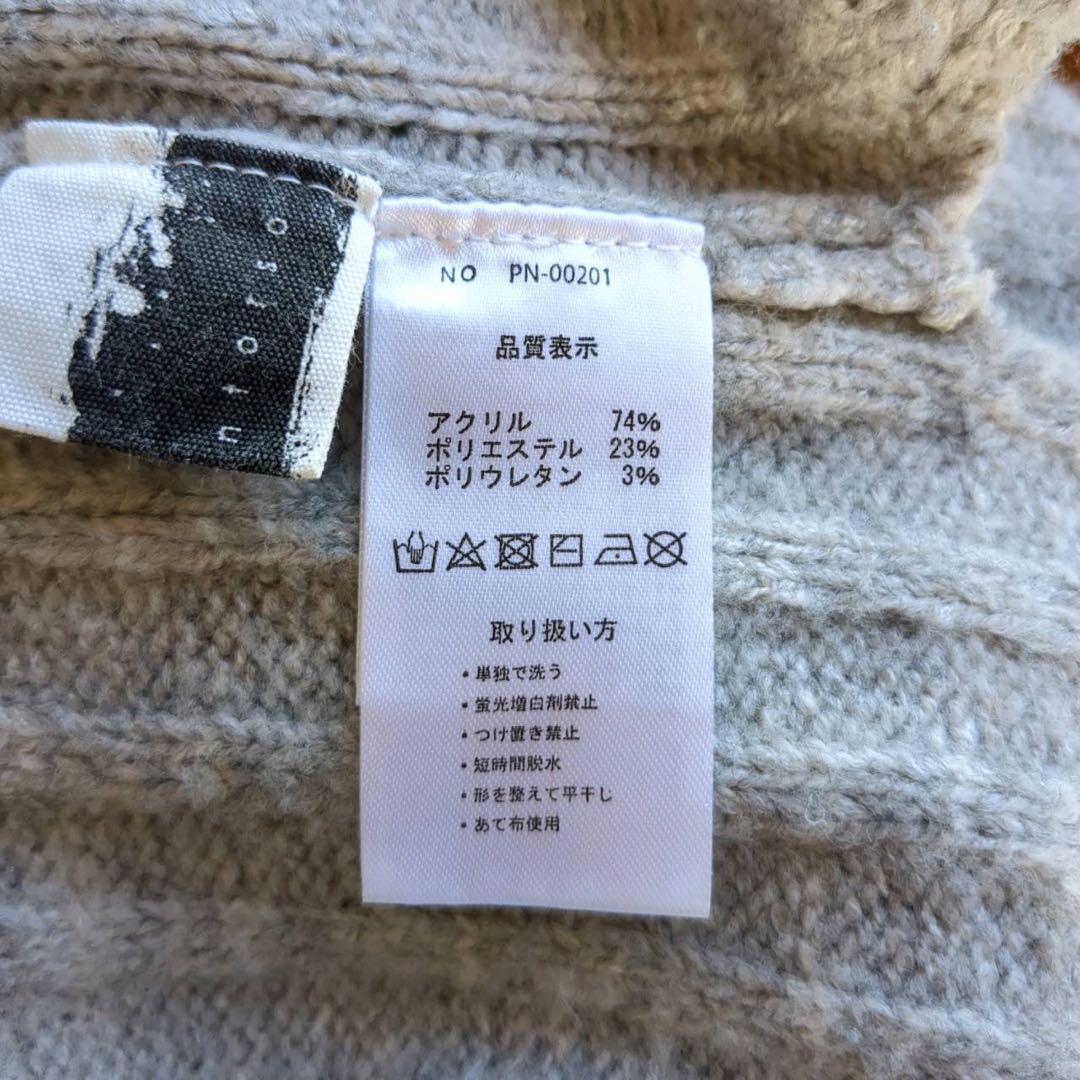 NO PN-00201
品質表示
アクリル 74%
ポリエステル 23%
ポリウレタン 3%
取り扱い方
・単独で洗う
・蛍光増白剤禁止
・つけ置き禁止
・短時間脱水
・形を整えて平干し
・あて布使用